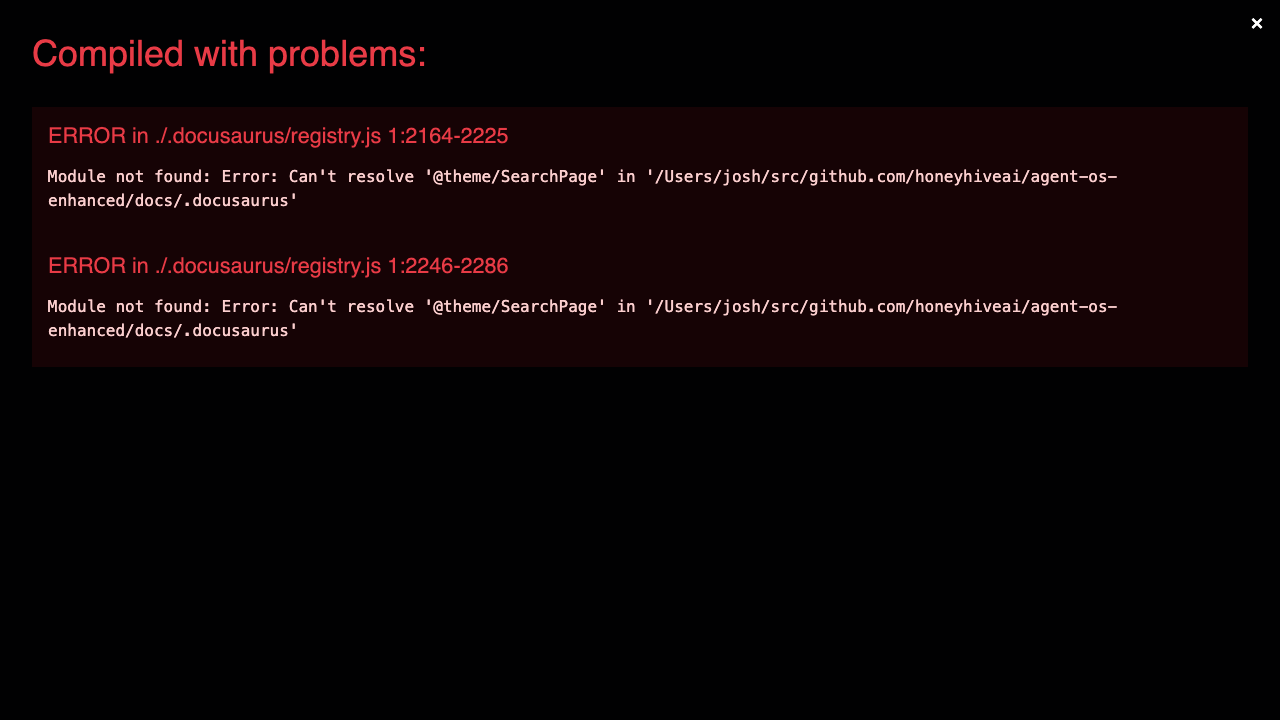 ×
Compiled with problems:
ERROR in ./.docusaurus/registry.js 1:2164-2225
Module not found: Error: Can't resolve '@theme/SearchPage' in '/Users/josh/src/github.com/honeyhiveai/agent-os-
enhanced/docs/.docusaurus'
ERROR in ./.docusaurus/registry.js 1:2246-2286
Module not found: Error: Can't resolve '@theme/SearchPage' in '/Users/josh/src/github.com/honeyhiveai/agent-os-
enhanced/docs/.docusaurus'